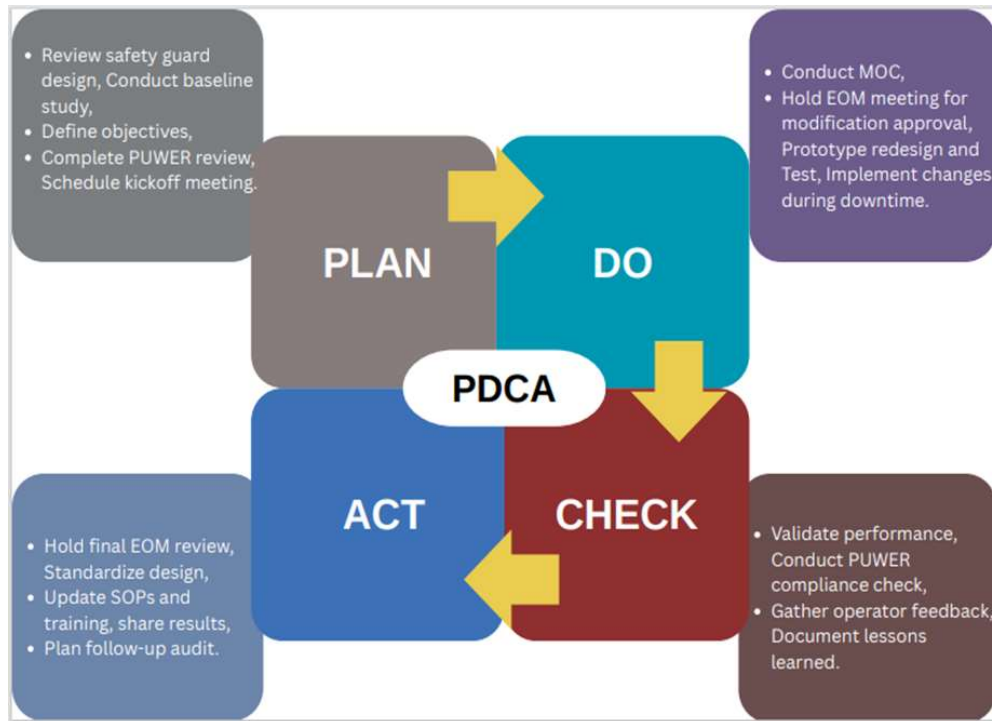 • Review safety guard
design, Conduct baseline
study,
• Define objectives,
• Complete PUWER review,
Schedule kickoff meeting.
• Conduct MOC,
• Hold EOM meeting for
modification approval,
Prototype redesign and
Test, Implement changes
during downtime.
PLAN
DO
PDCA
ACT
CHECK
• Hold final EOM review,
Standardize design,
• Update SOPs and
training, share results,
• Plan follow-up audit.
• Validate performance,
Conduct PUWER
compliance check,
• Gather operator feedback,
Document lessons
learned.